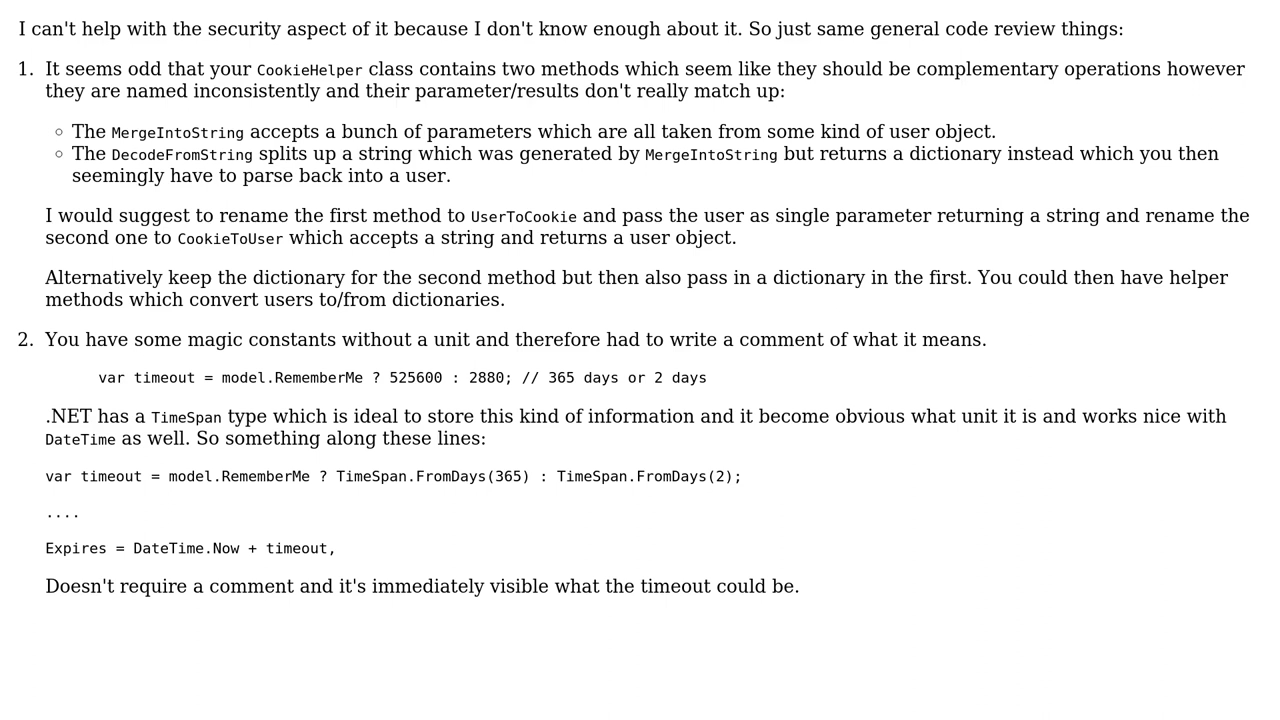 I can't help with the security aspect of it because I don't know enough about it. So just same general code review things:
1. It seems odd that your CookieHelper class contains two methods which seem like they should be complementary operations however
they are named inconsistently and their parameter/results don't really match up:
◦ The MergeIntoString accepts a bunch of parameters which are all taken from some kind of user object.
◦ The DecodeFromString splits up a string which was generated by MergeIntoString but returns a dictionary instead which you then
seemingly have to parse back into a user.
I would suggest to rename the first method to UserToCookie and pass the user as single parameter returning a string and rename the
second one to CookieToUser which accepts a string and returns a user object.
Alternatively keep the dictionary for the second method but then also pass in a dictionary in the first. You could then have helper
methods which convert users to/from dictionaries.
2. You have some magic constants without a unit and therefore had to write a comment of what it means.
var timeout = model.RememberMe ? 525600 : 2880; // 365 days or 2 days
.NET has a TimeSpan type which is ideal to store this kind of information and it become obvious what unit it is and works nice with
DateTime as well. So something along these lines:
var timeout = model.RememberMe ? TimeSpan.FromDays(365) : TimeSpan.FromDays(2);
....
Expires = DateTime.Now + timeout,
Doesn't require a comment and it's immediately visible what the timeout could be.